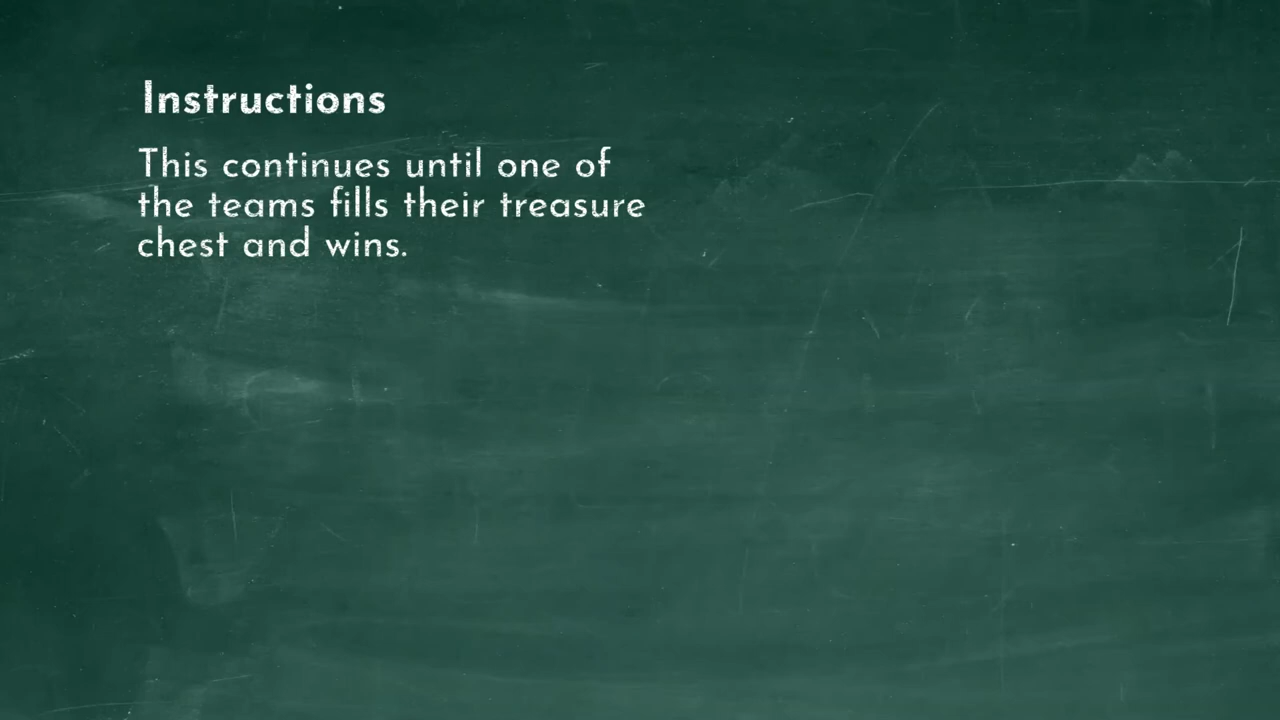 Instructions
This continues until one of
the teams fills their treasure
chest and wins.